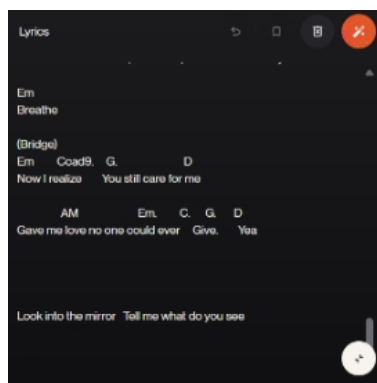 Lyrics
Em
Breathe
(Bridge)
Em Ccad9. G. D
Now I realize You still care for me
AM Em. C. G. D
Gave me love no one could ever Give. Yea
Look into the mirror Tell me what do you see